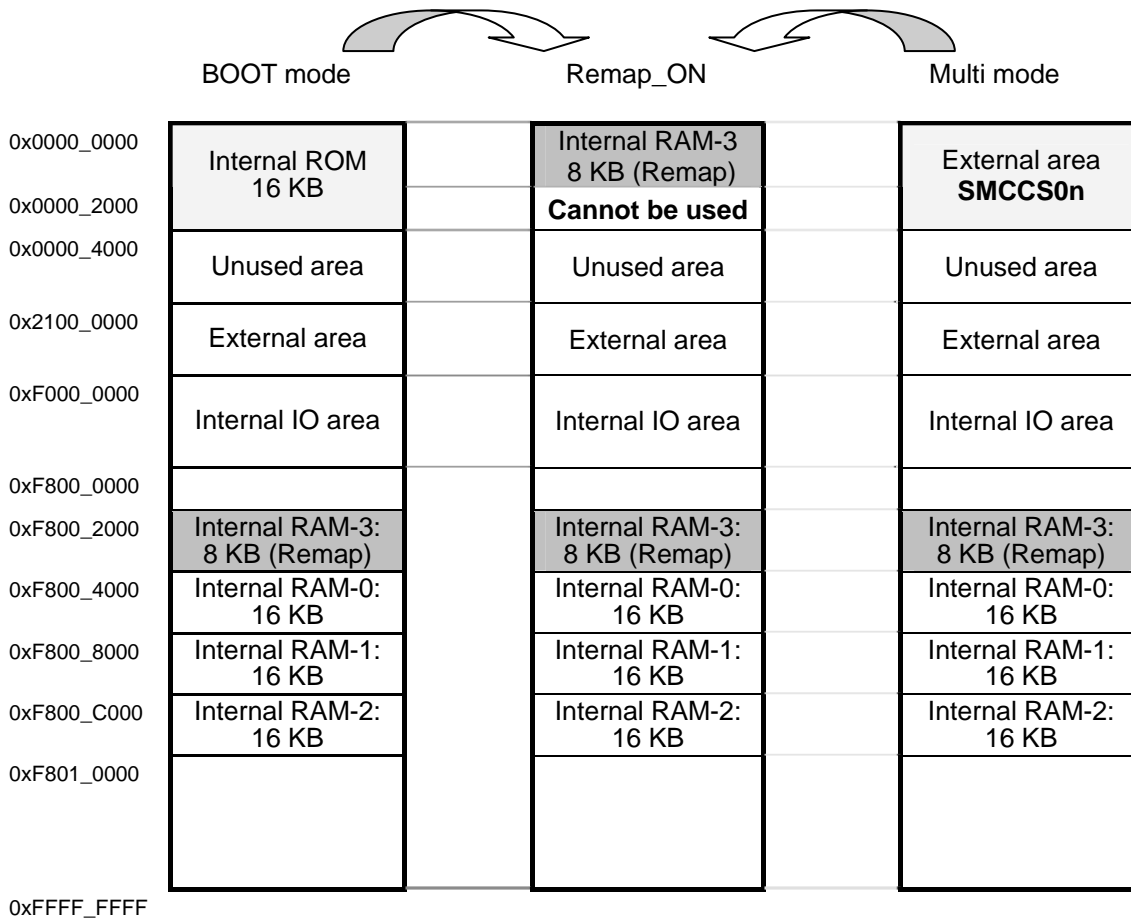 BOOT mode Remap_ON Multi mode
0x0000_0000
Internal ROM
16 KB
Internal RAM-3
8 KB (Remap)
External area
SMCCS0n
0x0000_2000
Cannot be used
0x0000_4000
Unused area Unused area Unused area
0x2100_0000
External area External area External area
0xF000_0000
Internal IO area Internal IO area Internal IO area
0xF800_0000
0xF800_2000
Internal RAM-3: Internal RAM-3: Internal RAM-3:
8 KB (Remap) 8 KB (Remap) 8 KB (Remap)
0xF800_4000
Internal RAM-0: Internal RAM-0: Internal RAM-0:
16 KB 16 KB 16 KB
0xF800_8000
Internal RAM-1: Internal RAM-1: Internal RAM-1:
16 KB 16 KB 16 KB
0xF800_C000
Internal RAM-2: Internal RAM-2: Internal RAM-2:
16 KB 16 KB 16 KB
0xF801_0000
0xFFFF_FFFF